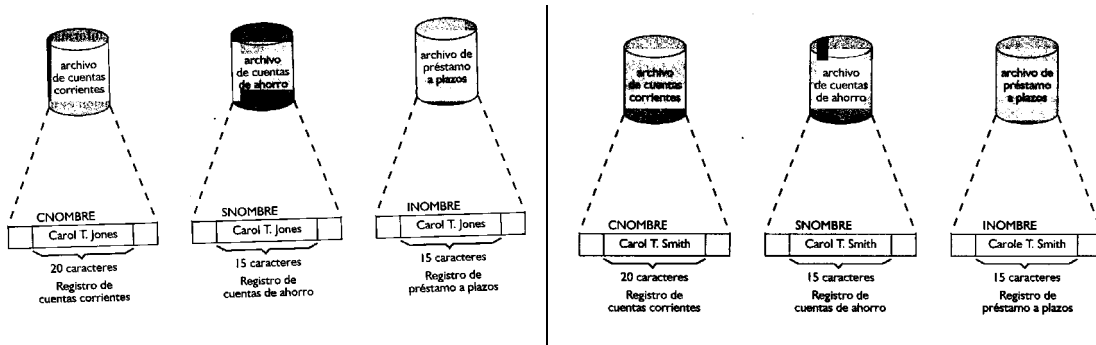 archivo
de cuentas
corrientes
archivo
de cuentas
de ahorro
archivo de
préstamo
a plazos
CNOMBRE
Carol T. Jones
20 caracteres
Registro de
cuentas corrientes
SNOMBRE
Carol T. Jones
15 caracteres
Registro de
cuentas de ahorro
INOMBRE
Carol T. Jones
15 caracteres
Registro de
préstamo a plazos
archivo
de cuentas
corrientes
archivo
de cuentas
de ahorro
archivo de
préstamo
a plazos
CNOMBRE
Carol T. Smith
20 caracteres
Registro de
cuentas corrientes
SNOMBRE
Carol T. Smith
15 caracteres
Registro de
cuentas de ahorro
INOMBRE
Carole T. Smith
15 caracteres
Registro de
préstamo a plazos